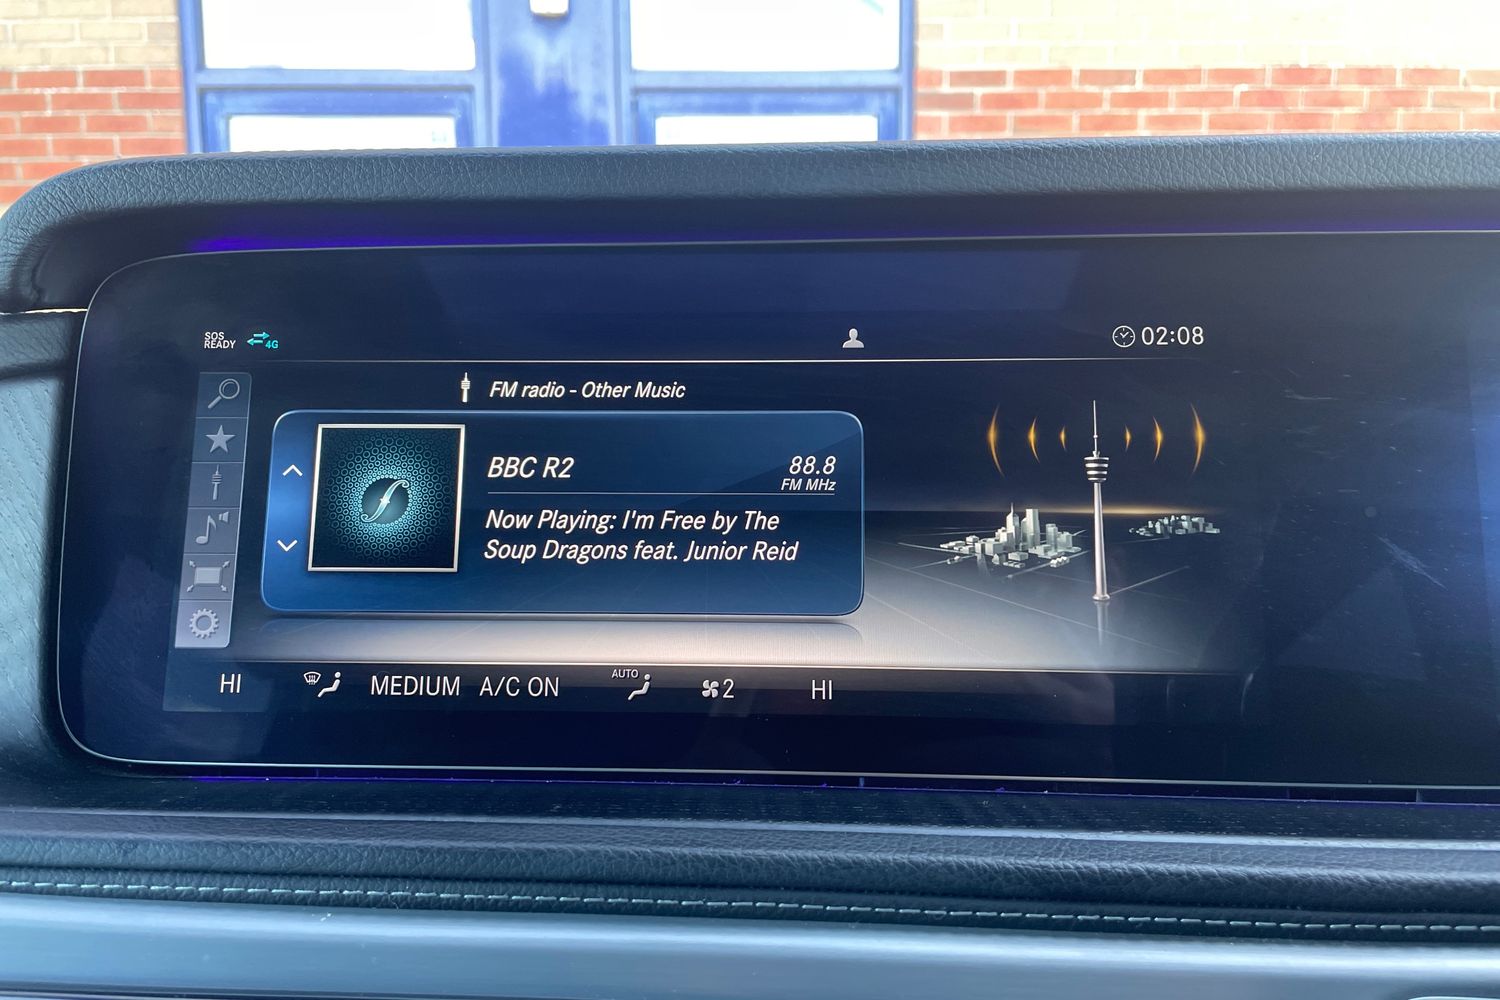 SOS
READY
4G
02:08
FM radio - Other Music
BBC R2
88.8
FM MHz
Now Playing: I'm Free by The
Soup Dragons feat. Junior Reid
HI
MEDIUM A/C ON
AUTO
2
HI